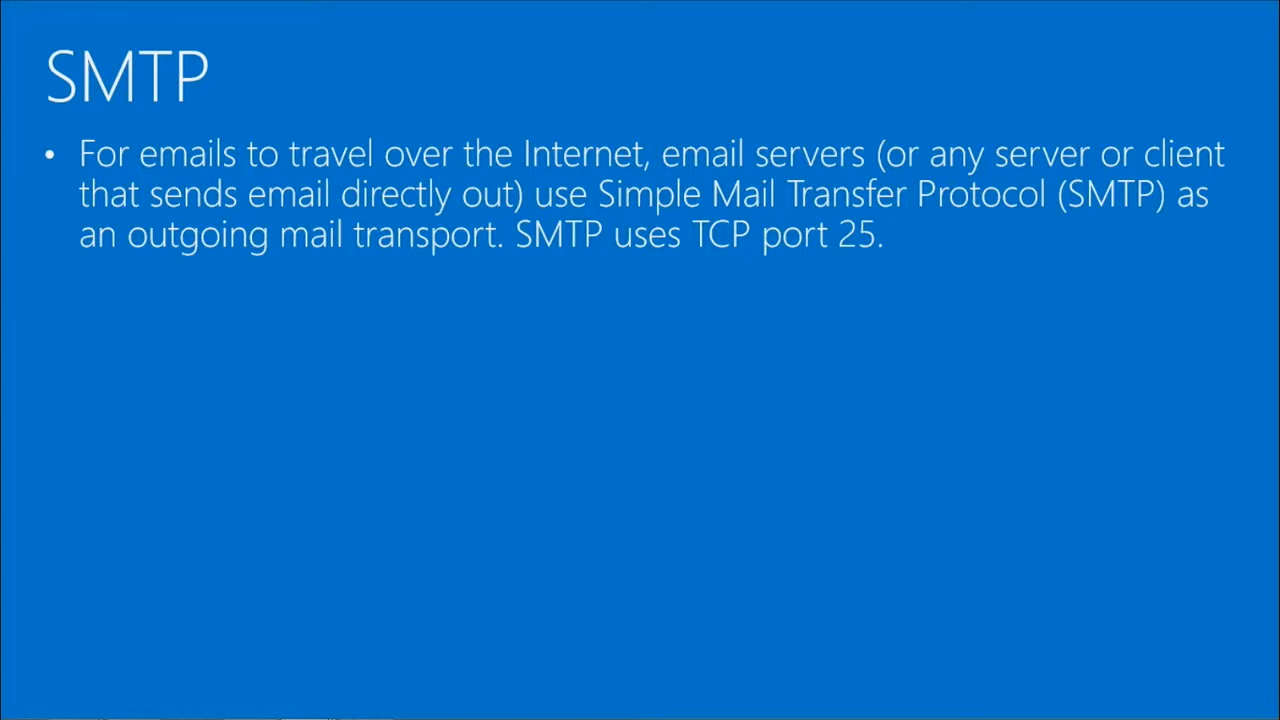 SMTP
• For emails to travel over the Internet, email servers (or any server or client
that sends email directly out) use Simple Mail Transfer Protocol (SMTP) as
an outgoing mail transport. SMTP uses TCP port 25.